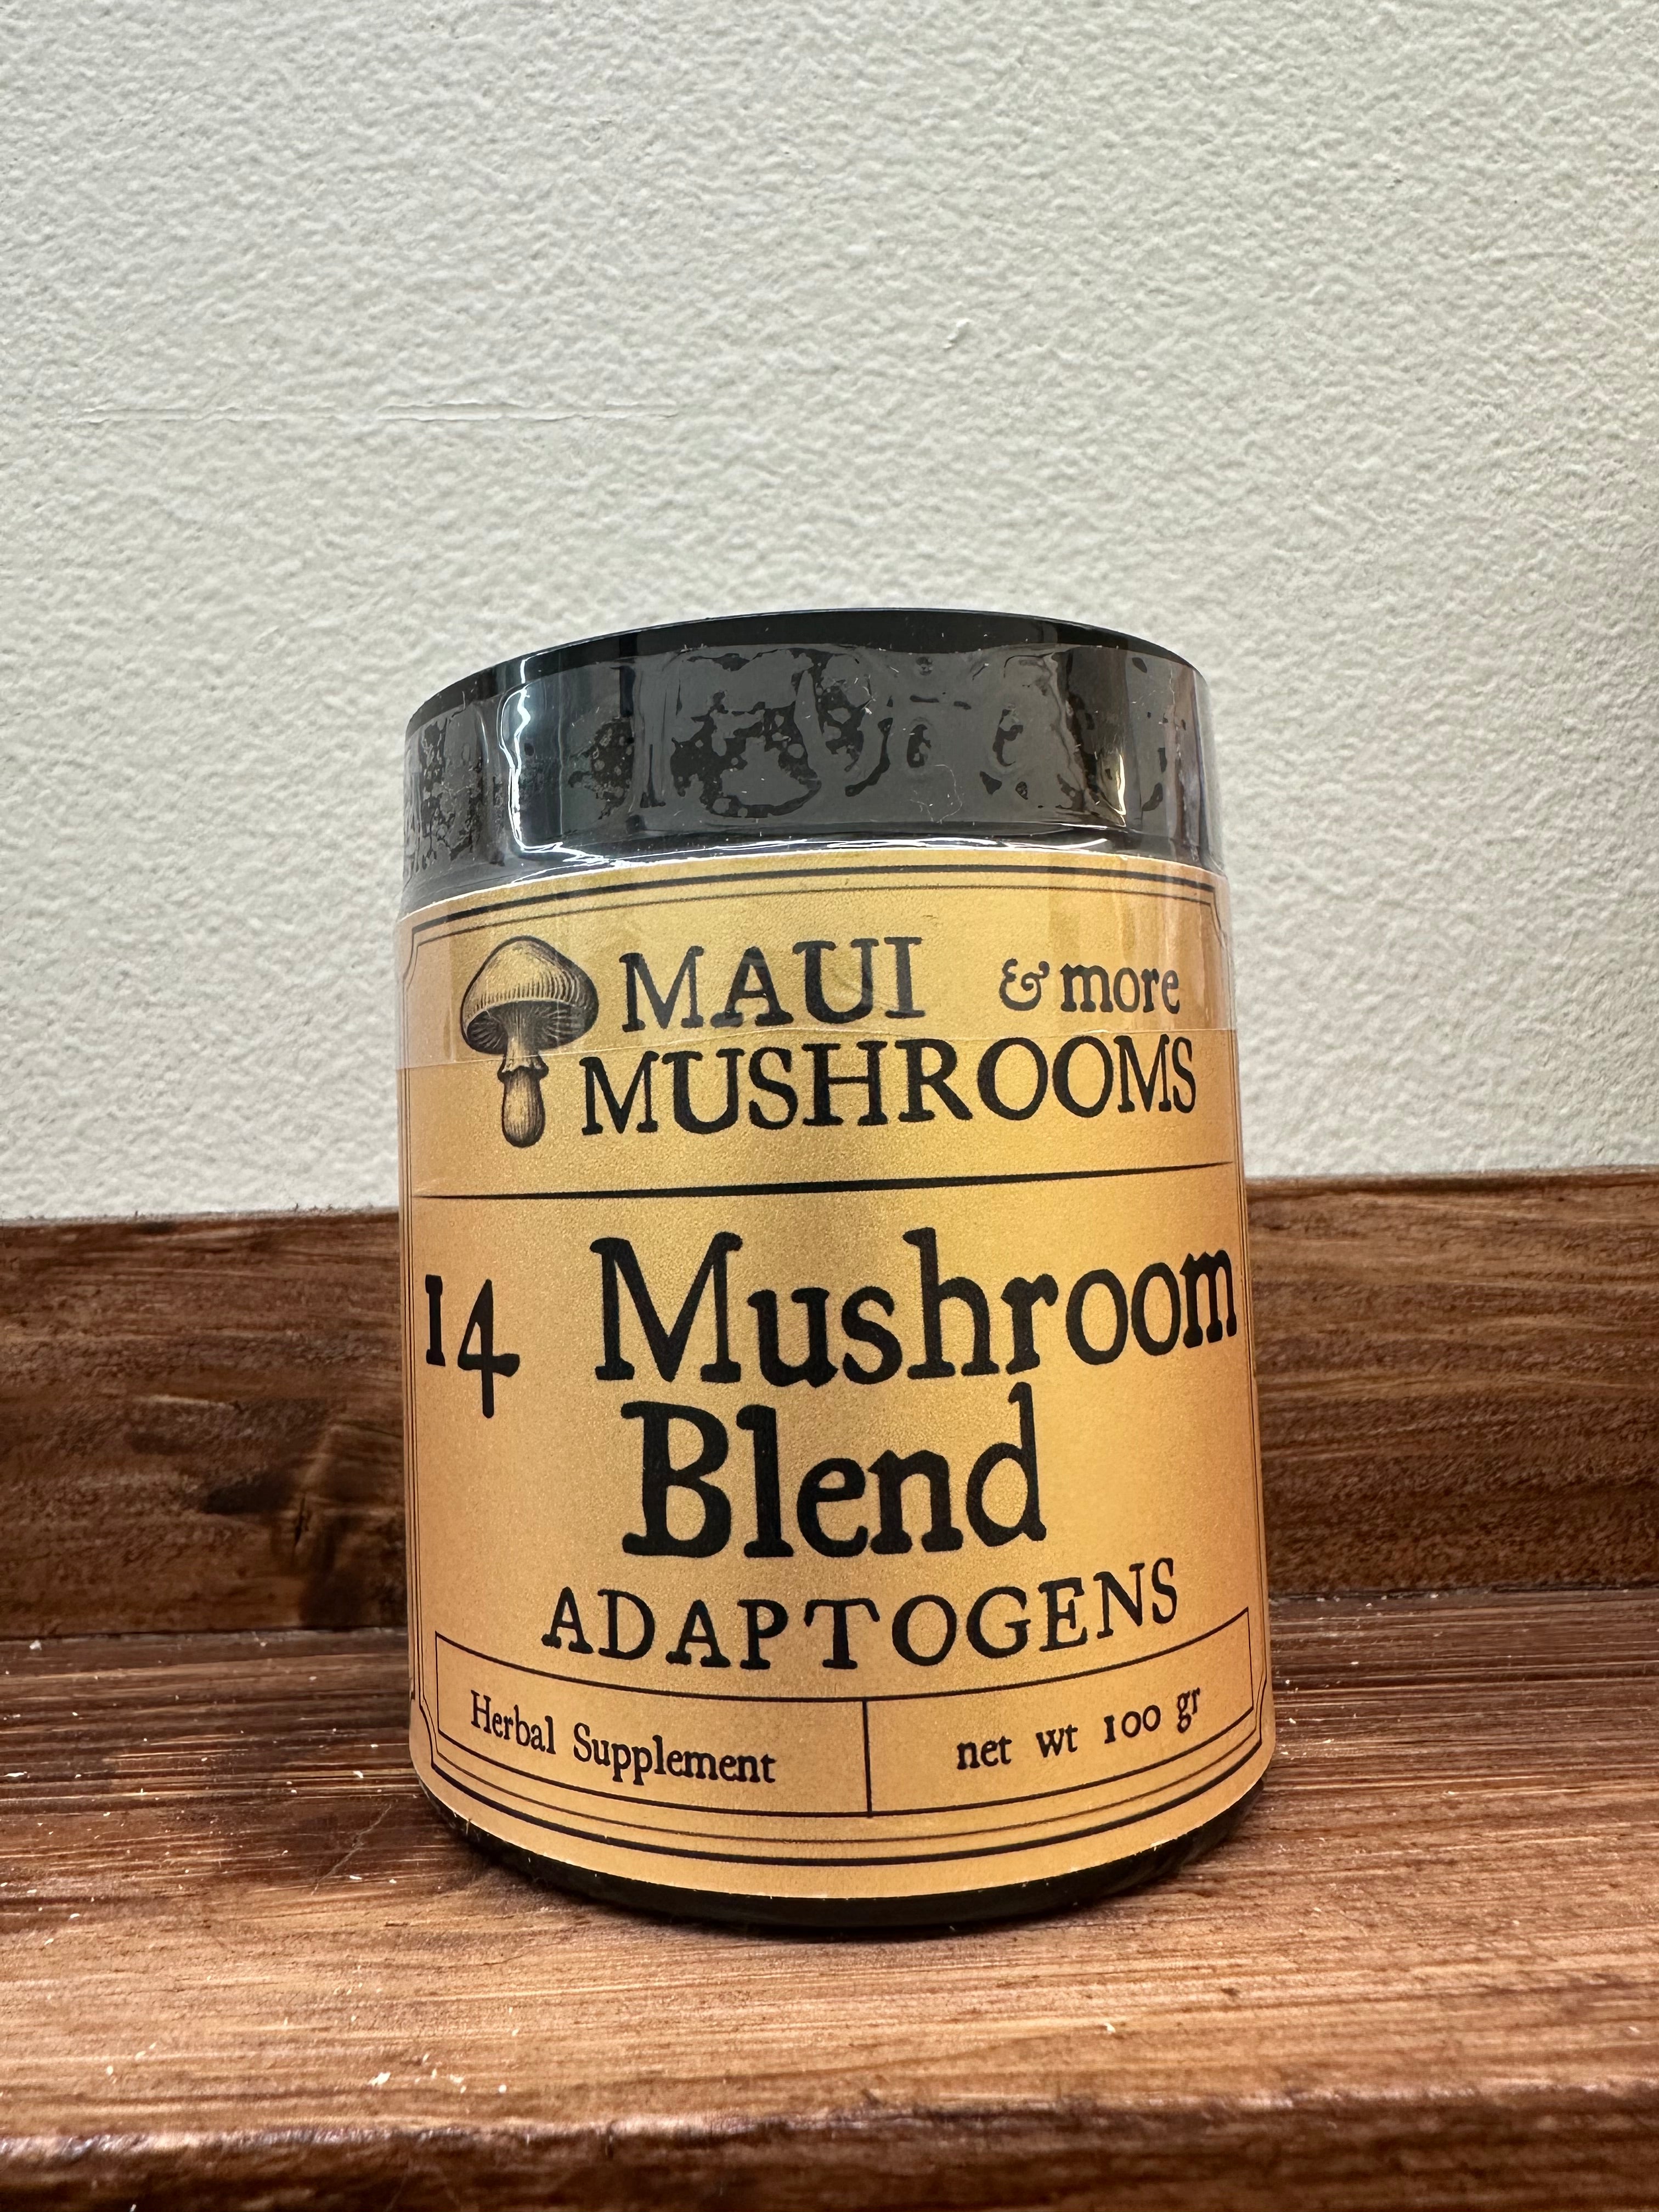 MAUI & more
MUSHROOMS
14 Mushroom
Blend
ADAPTOGENS
Herbal Supplement
net wt 100 gr